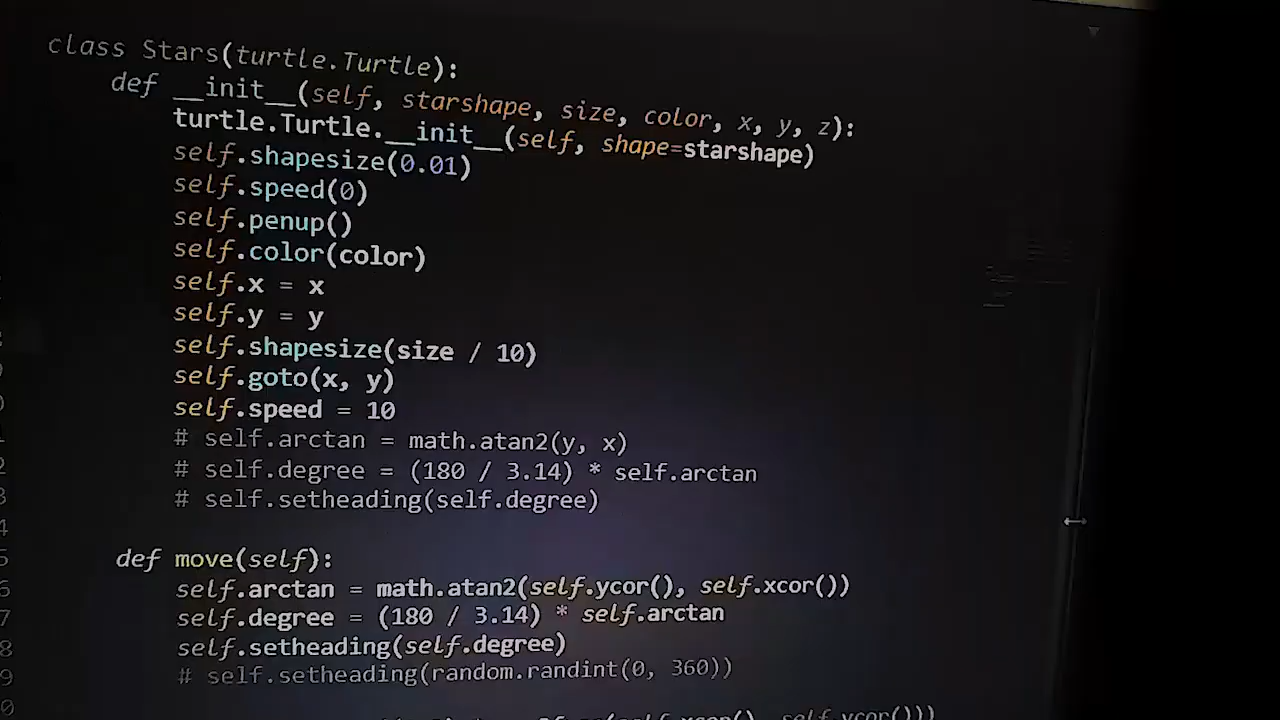 class Stars(turtle.Turtle):
def __init__(self, starshape, size, color, x, y, z):
turtle.Turtle.__init__(self, shape=starshape)
self.shapesize(0.01)
self.speed(0)
self.penup()
self.color(color)
self.x = x
self.y = y
self.shapesize(size / 10)
self.goto(x, y)
self.speed = 10
# self.arctan = math.atan2(y, x)
# self.degree = (180 / 3.14) * self.arctan
# self.setheading(self.degree)
def move(self):
self.arctan = math.atan2(self.ycor(), self.xcor())
self.degree = (180 / 3.14) * self.arctan
self.setheading(self.degree)
# self.setheading(random.randint(0, 360))